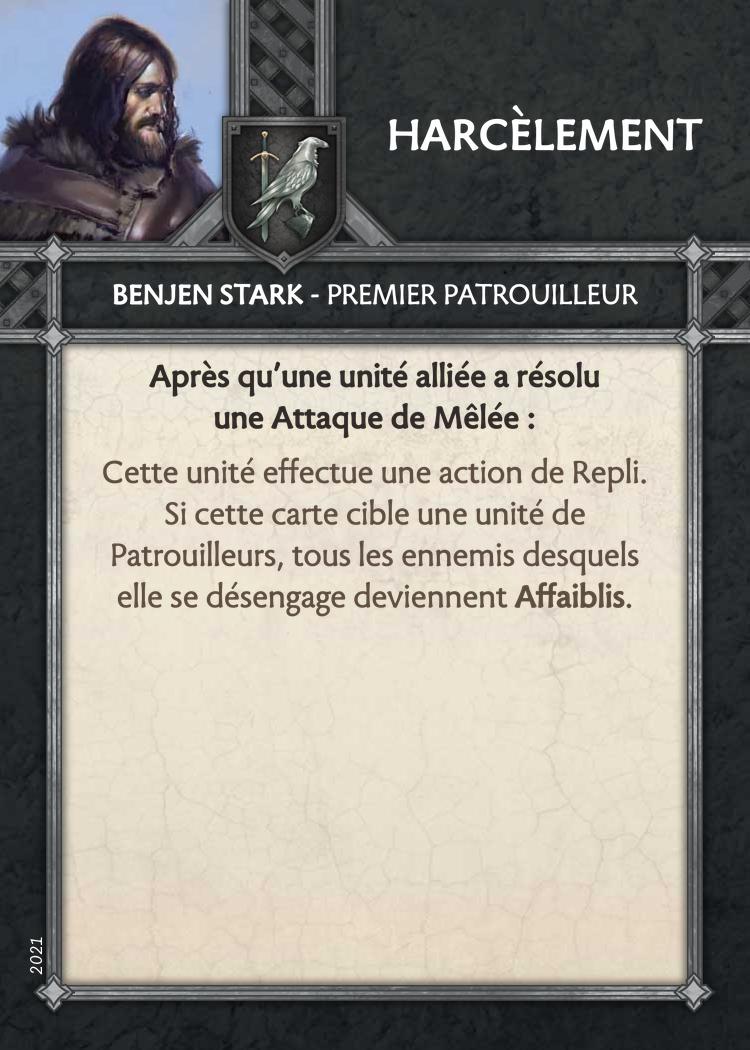 HARCÈLEMENT
BENJEN STARK - PREMIER PATROUILLEUR
Après qu’une unité alliée a résolu
une Attaque de Mêlée :
Cette unité effectue une action de Repli.
Si cette carte cible une unité de
Patrouilleurs, tous les ennemis desquels
elle se désengage deviennent Affaiblis.
2021